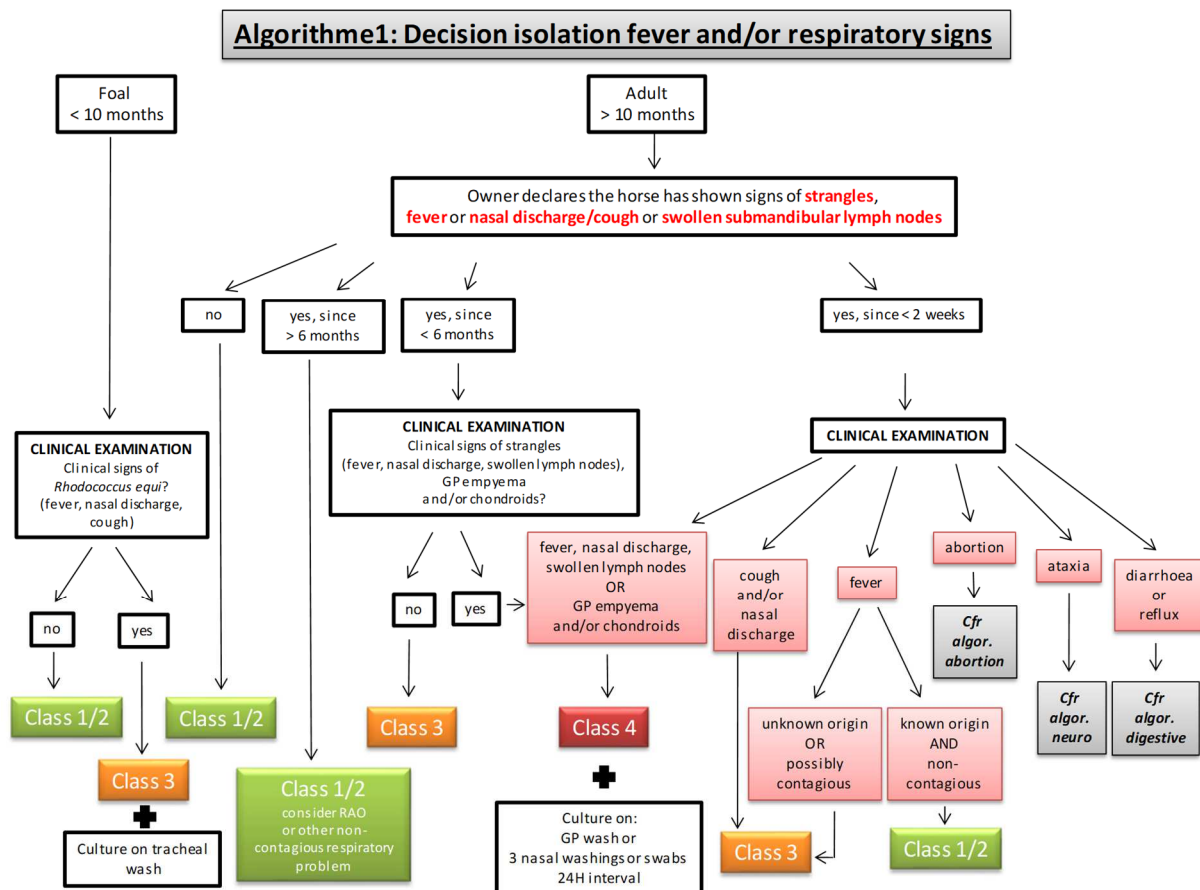 Algorithme1: Decision isolation fever and/or respiratory signs
Foal
< 10 months
Adult
> 10 months
Owner declares the horse has shown signs of strangles,
fever or nasal discharge/cough or swollen submandibular lymph nodes
no
yes, since
> 6 months
yes, since
< 6 months
yes, since < 2 weeks
CLINICAL EXAMINATION
Clinical signs of
Rhodococcus equi?
(fever, nasal discharge,
cough)
CLINICAL EXAMINATION
Clinical signs of strangles
(fever, nasal discharge, swollen lymph nodes),
GP empyema
and/or chondroids?
CLINICAL EXAMINATION
no
yes
no
yes
fever, nasal discharge,
swollen lymph nodes
OR
GP empyema
and/or chondroids
cough
and/or
nasal
discharge
fever
abortion
ataxia
diarrhoea
or
reflux
Cfr
algor.
abortion
Cfr
algor.
neuro
Cfr
algor.
digestive
Class 1/2
Class 1/2
Class 3
Class 4
unknown origin
OR
possibly
contagious
known origin
AND
non-
contagious
Class 3
Culture on tracheal
wash
Class 1/2
consider RAO
or other non-
contagious respiratory
problem
Culture on:
GP wash or
3 nasal washings or swabs
24H interval
Class 3
Class 1/2